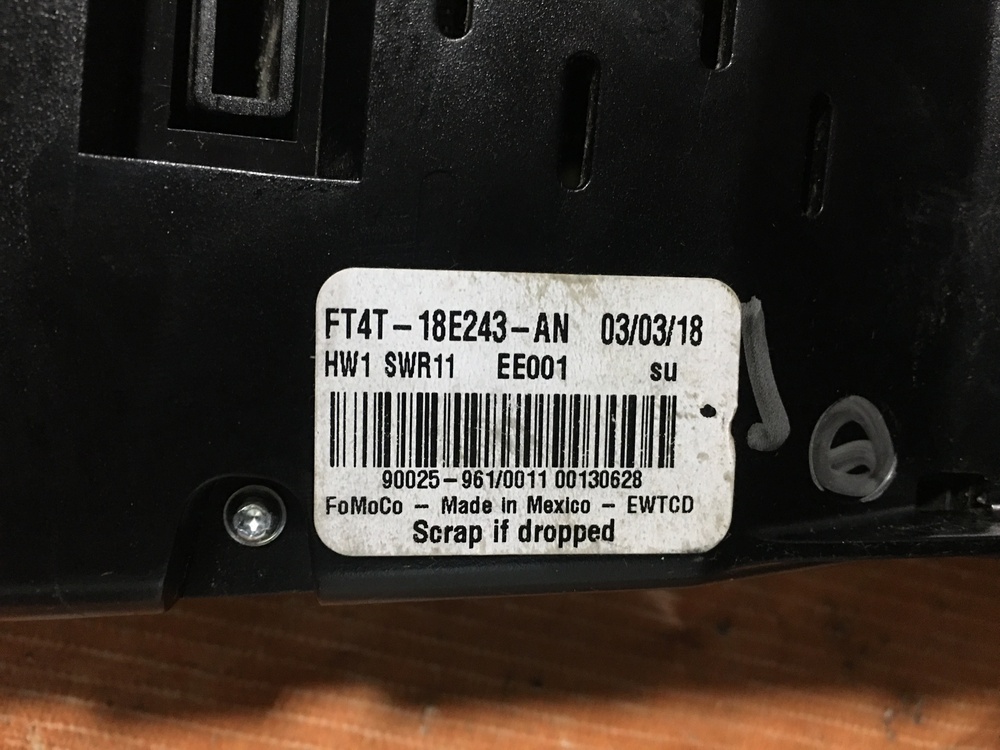 FT4T-18E243-AN 03/03/18
HW1 SWR11 EE001 su
90025-961/0011 00130628
FoMoCo - Made in Mexico - EWTCD
Scrap if dropped